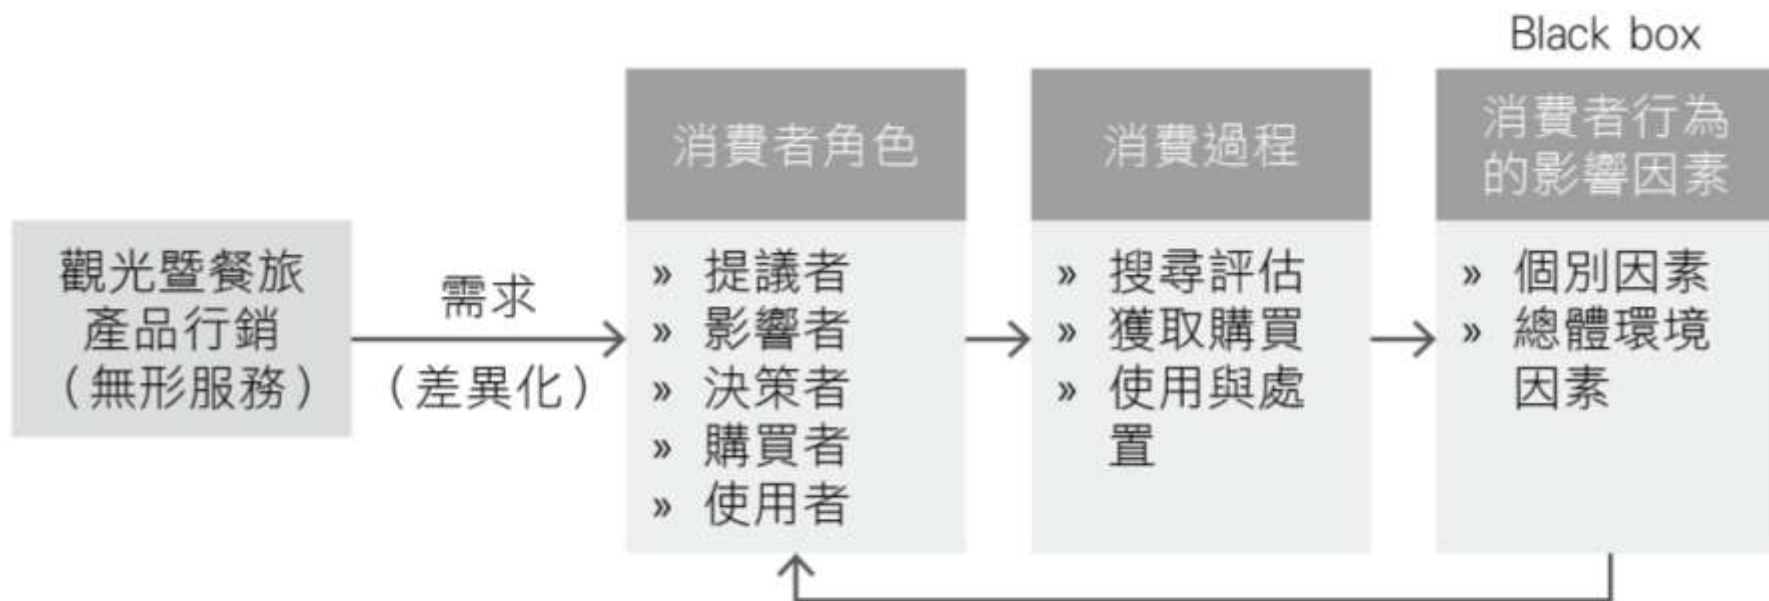 Black box
消費者角色
消費過程
消費者行為
的影響因素
觀光暨餐旅
產品行銷
（無形服務）
需求
（差異化）
» 提議者
» 影響者
» 決策者
» 購買者
» 使用者
» 搜尋評估
» 獲取購買
» 使用與處
置
» 個別因素
» 總體環境
因素